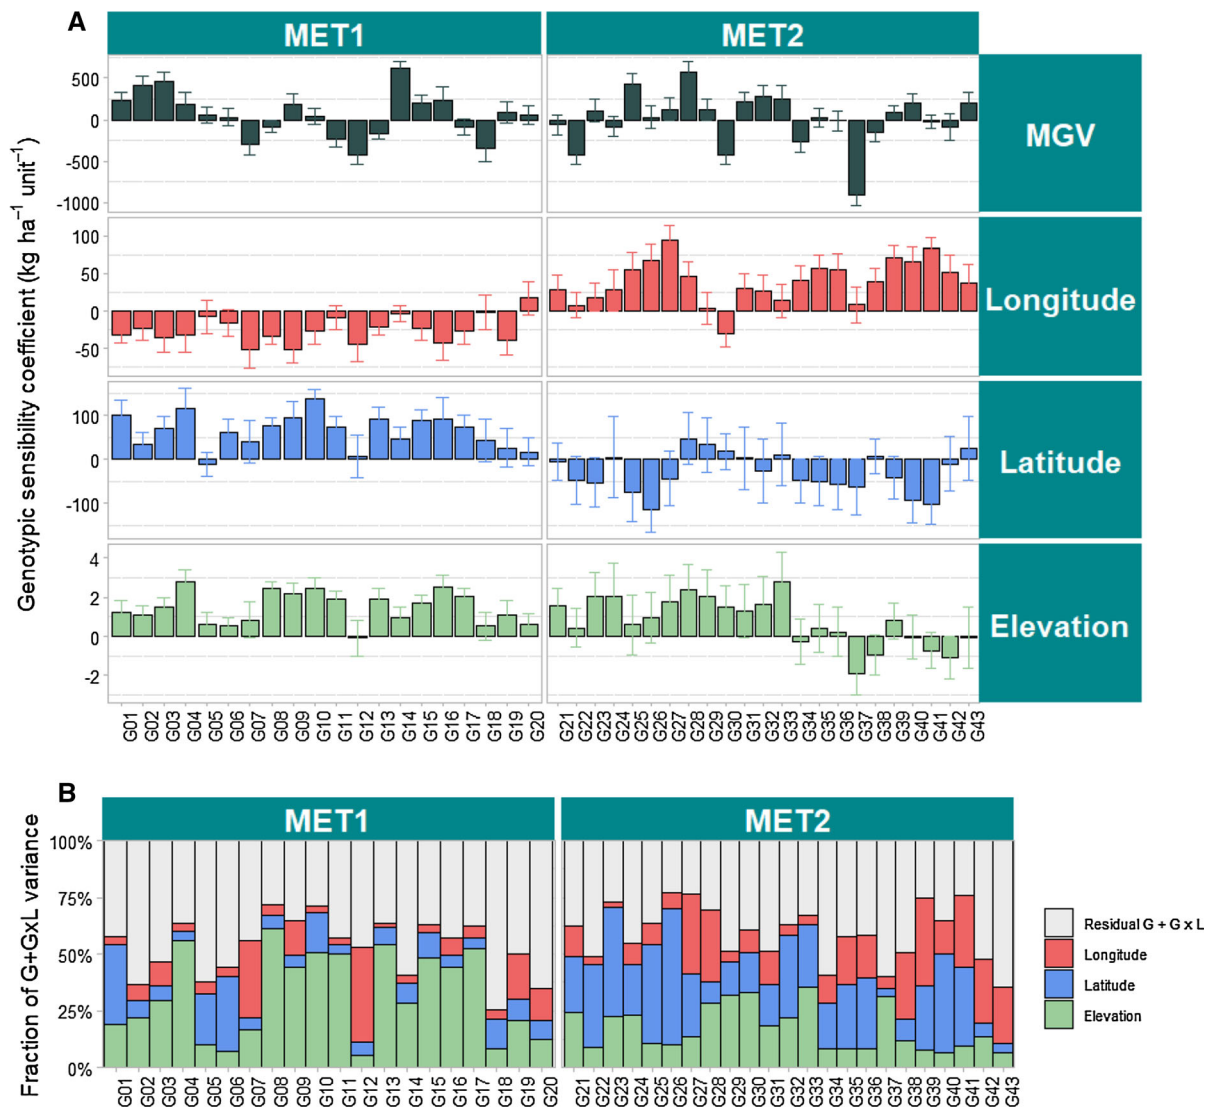 A
MET1
MET2
Genotypic sensibility coefficient (kg ha⁻¹ unit⁻¹)
500
0
-500
-1000
MGV
100
50
0
-50
Longitude
100
0
-100
Latitude
4
2
0
-2
Elevation
G01 G02 G03 G04 G05 G06 G07 G08 G09 G10 G11 G12 G13 G14 G15 G16 G17 G18 G19 G20
G21 G22 G23 G24 G25 G26 G27 G28 G29 G30 G31 G32 G33 G34 G35 G36 G37 G38 G39 G40 G41 G42 G43
B
MET1
MET2
Fraction of G+GxL variance
100%
75%
50%
25%
0%
Residual G + G x L
Longitude
Latitude
Elevation
G01 G02 G03 G04 G05 G06 G07 G08 G09 G10 G11 G12 G13 G14 G15 G16 G17 G18 G19 G20
G21 G22 G23 G24 G25 G26 G27 G28 G29 G30 G31 G32 G33 G34 G35 G36 G37 G38 G39 G40 G41 G42 G43